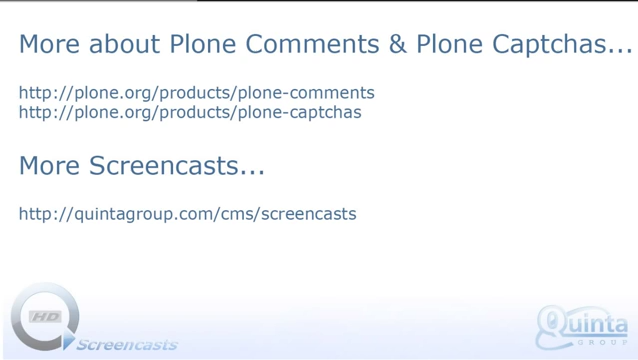 More about Plone Comments & Plone Captchas...
http://plone.org/products/plone-comments
http://plone.org/products/plone-captchas
More Screencasts...
http://quintagroup.com/cms/screencasts
HD
Screencasts
Quinta
GROUP